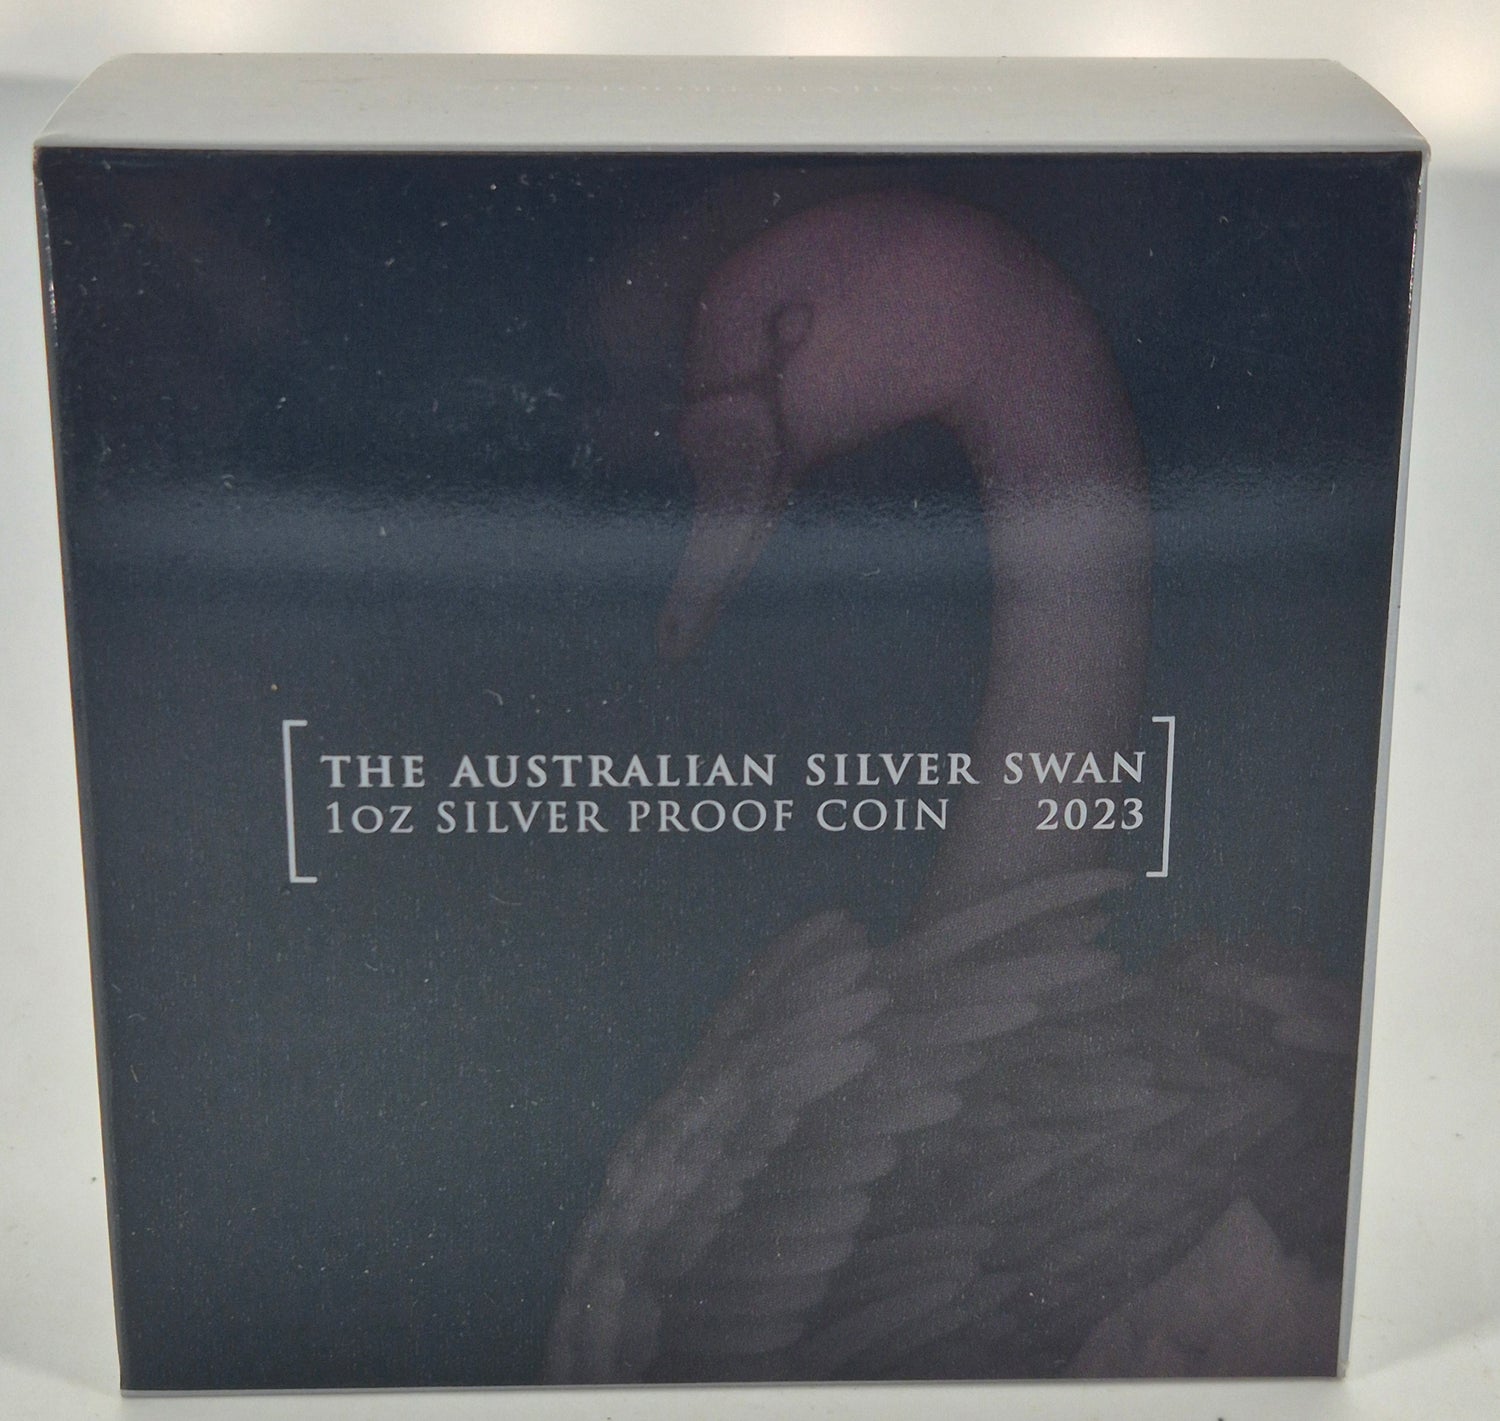 THE AUSTRALIAN SILVER SWAN
1OZ SILVER PROOF COIN 2023